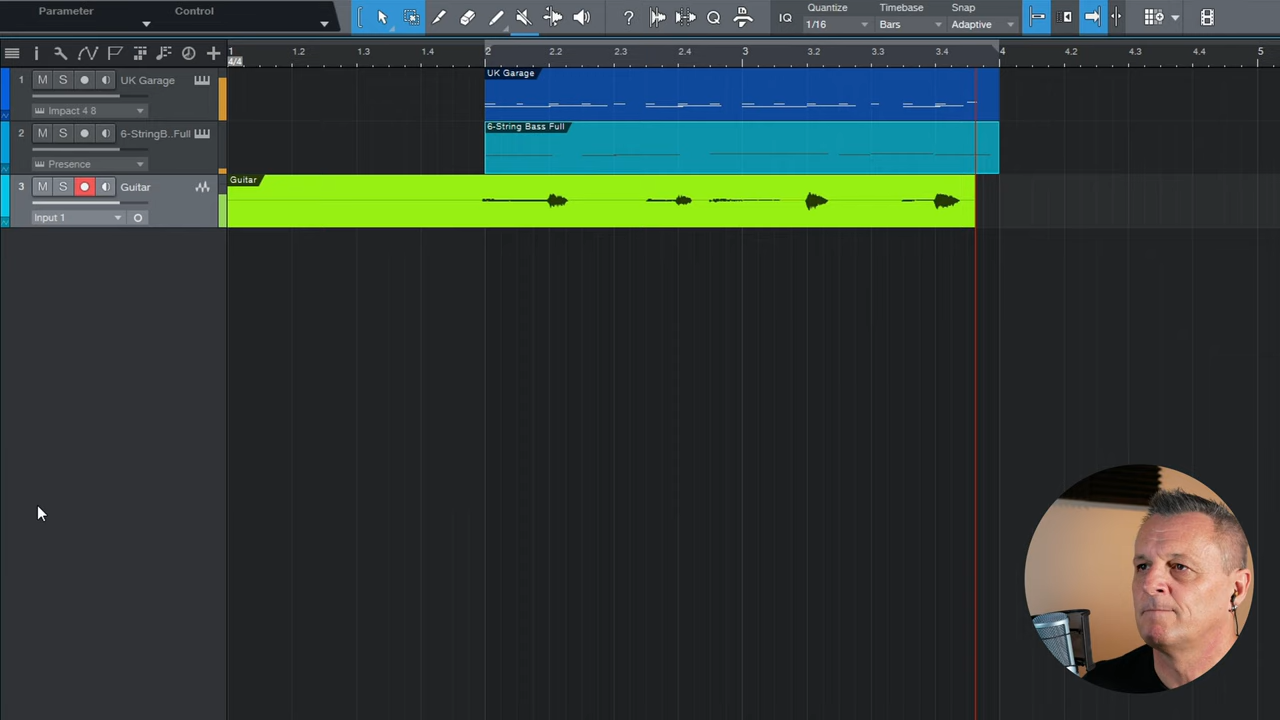 Parameter Control
IQ Quantize 1/16 Timebase Bars Snap Adaptive
1 1.2 1.3 1.4 2 2.2 2.3 2.4 3 3.2 3.3 3.4 4 4.2 4.3 4.4 5
4/4
1 M S UK Garage
Impact 4 8
UK Garage
2 M S 6-StringB..Full
Presence
6-String Bass Full
3 M S Guitar
Input 1
Guitar